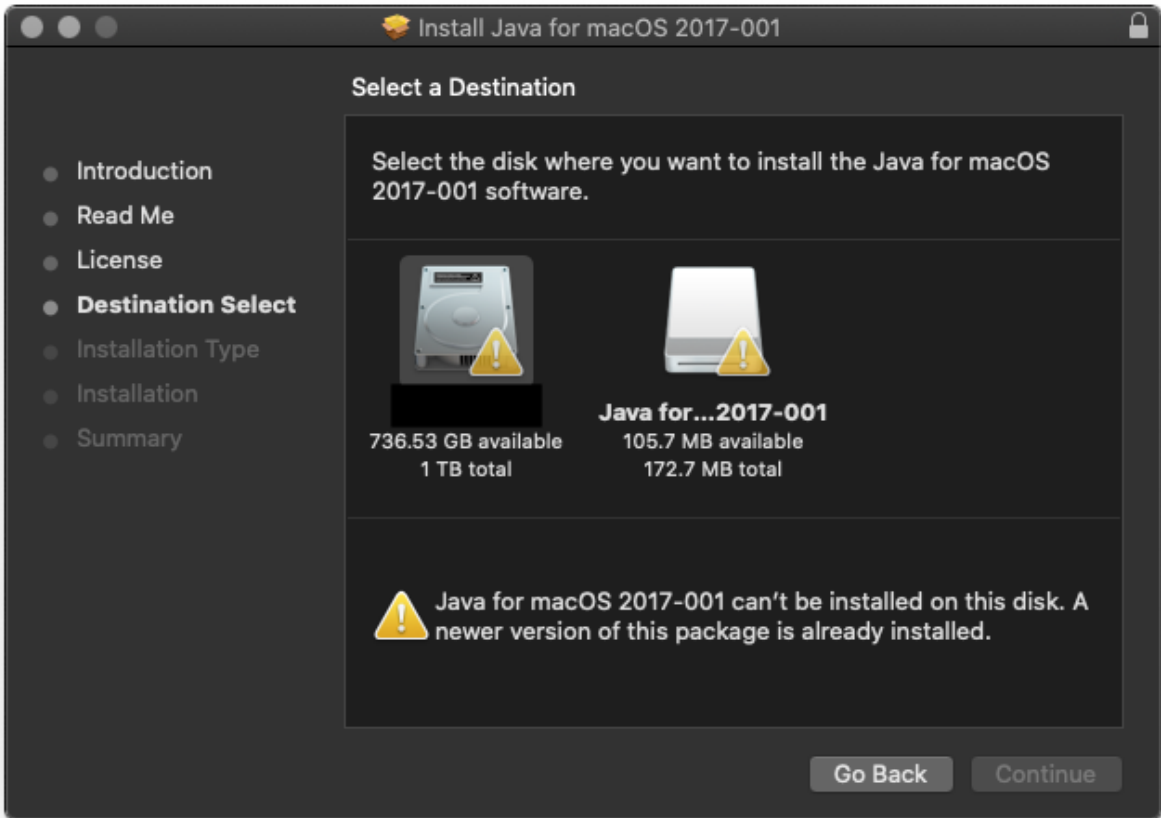 Install Java for macOS 2017-001
Select a Destination
Introduction
Read Me
License
Destination Select
Installation Type
Installation
Summary
Select the disk where you want to install the Java for macOS
2017-001 software.
736.53 GB available
1 TB total
Java for...2017-001
105.7 MB available
172.7 MB total
Java for macOS 2017-001 can't be installed on this disk. A
newer version of this package is already installed.
Go Back
Continue